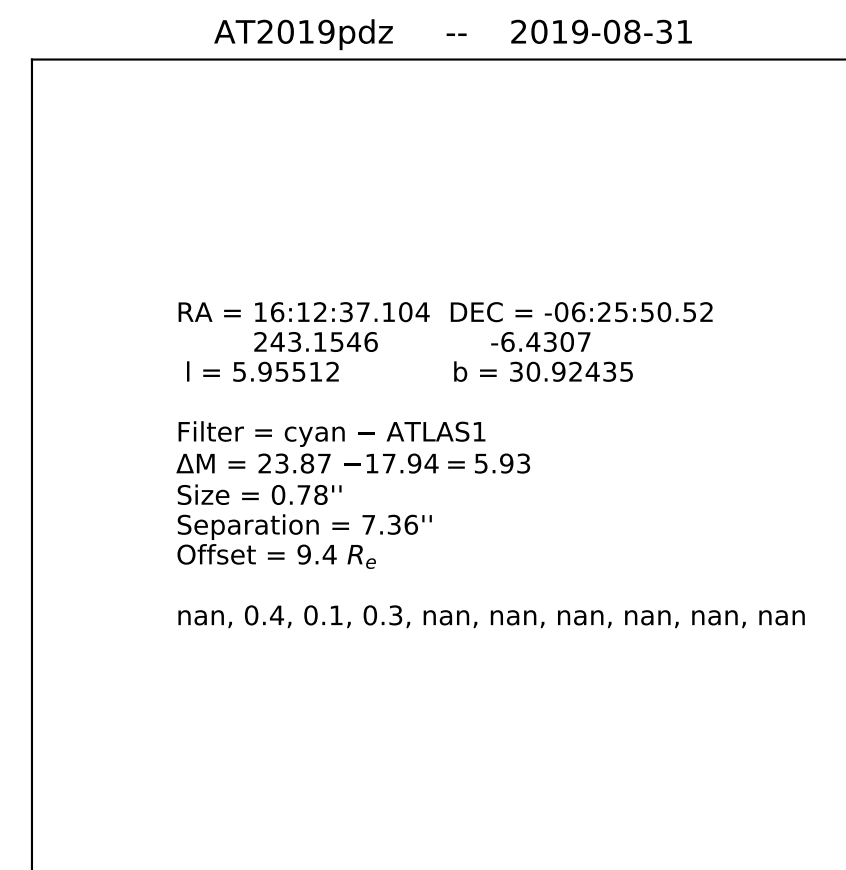 AT2019pdz -- 2019-08-31
RA = 16:12:37.104 DEC = -06:25:50.52
243.1546 -6.4307
l = 5.95512 b = 30.92435
Filter = cyan − ATLAS1
ΔM = 23.87 −17.94 = 5.93
Size = 0.78''
Separation = 7.36''
Offset = 9.4 Rₑ
nan, 0.4, 0.1, 0.3, nan, nan, nan, nan, nan, nan